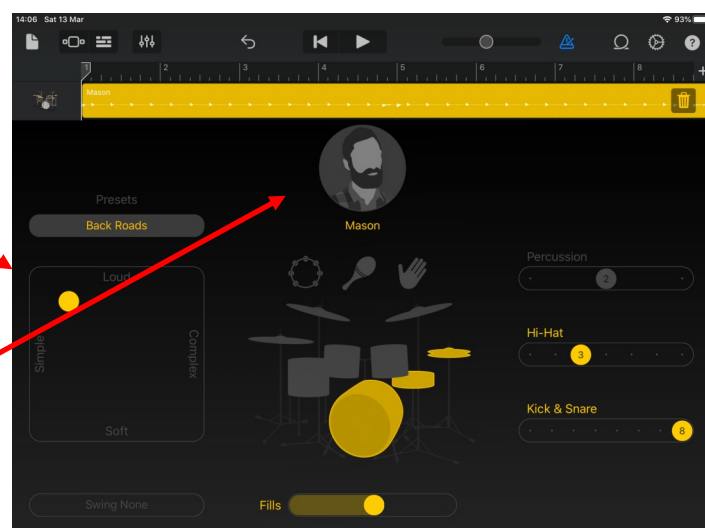 14:06 Sat 13 Mar 93%
?
1 2 3 4 5 6 7 8 +
Mason
Presets
Back Roads
Mason
Loud
Simple
Complex
Soft
Percussion
2
Hi-Hat
3
Kick & Snare
8
Swing None
Fills